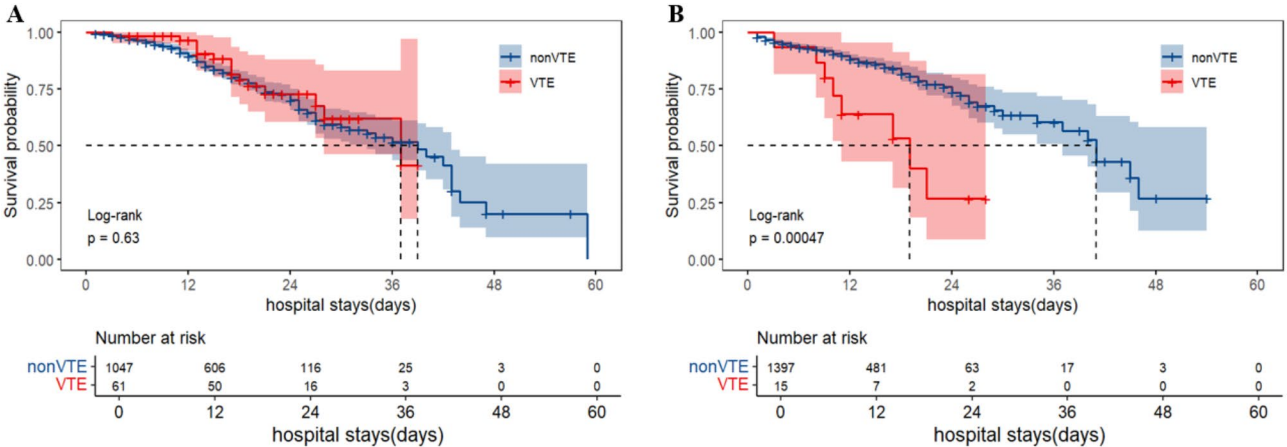 A
1.00
0.75
0.50
0.25
0.00
Survival probability
nonVTE
VTE
Log-rank
p = 0.63
0 12 24 36 48 60
hospital stays(days)
Number at risk
nonVTE 1047 606 116 25 3 0
VTE 61 50 16 3 0 0
0 12 24 36 48 60
hospital stays(days)
B
1.00
0.75
0.50
0.25
0.00
Survival probability
nonVTE
VTE
Log-rank
p = 0.00047
0 12 24 36 48 60
hospital stays(days)
Number at risk
nonVTE 1397 481 63 17 3 0
VTE 15 7 2 0 0 0
0 12 24 36 48 60
hospital stays(days)